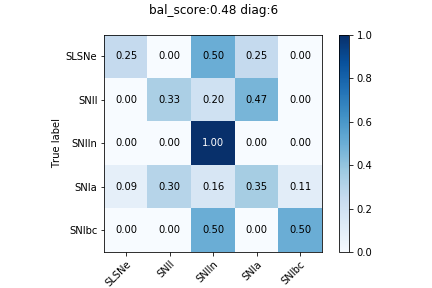 bal_score:0.48 diag:6
True label
SLSNe 0.25 0.00 0.50 0.25 0.00
SNII 0.00 0.33 0.20 0.47 0.00
SNIIn 0.00 0.00 1.00 0.00 0.00
SNIa 0.09 0.30 0.16 0.35 0.11
SNIbc 0.00 0.00 0.50 0.00 0.50
SLSNe SNII SNIIn SNIa SNIbc
1.0
0.8
0.6
0.4
0.2
0.0